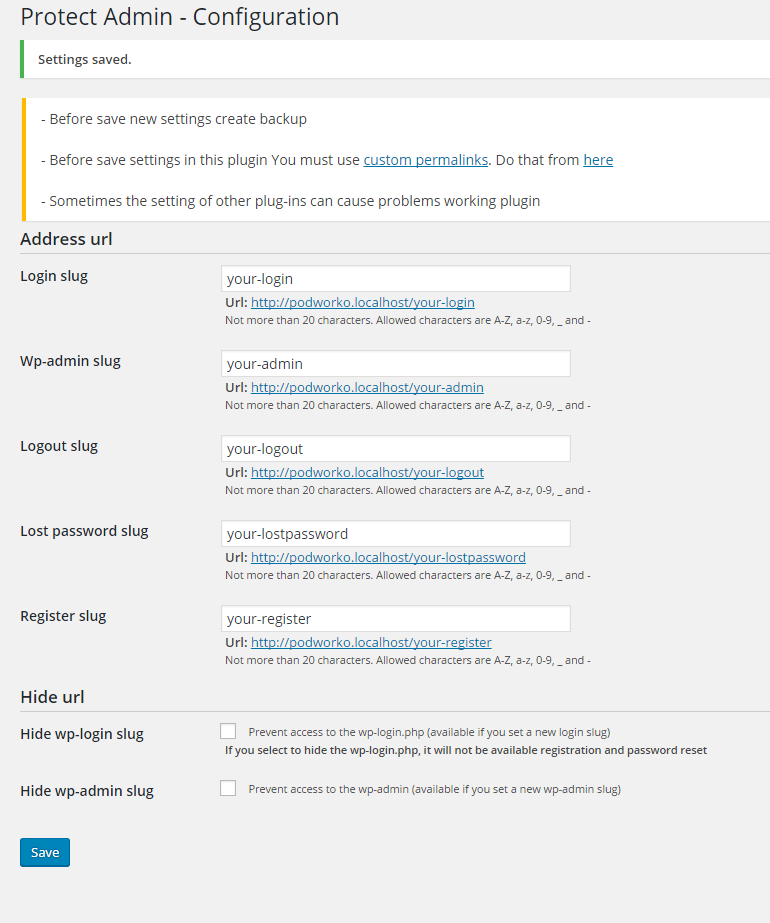 Protect Admin - Configuration
Settings saved.
- Before save new settings create backup
- Before save settings in this plugin You must use custom permalinks. Do that from here
- Sometimes the setting of other plug-ins can cause problems working plugin
Address url
Login slug
your-login
Url: http://podworko.localhost/your-login
Not more than 20 characters. Allowed characters are A-Z, a-z, 0-9, _ and -
Wp-admin slug
your-admin
Url: http://podworko.localhost/your-admin
Not more than 20 characters. Allowed characters are A-Z, a-z, 0-9, _ and -
Logout slug
your-logout
Url: http://podworko.localhost/your-logout
Not more than 20 characters. Allowed characters are A-Z, a-z, 0-9, _ and -
Lost password slug
your-lostpassword
Url: http://podworko.localhost/your-lostpassword
Not more than 20 characters. Allowed characters are A-Z, a-z, 0-9, _ and -
Register slug
your-register
Url: http://podworko.localhost/your-register
Not more than 20 characters. Allowed characters are A-Z, a-z, 0-9, _ and -
Hide url
Hide wp-login slug
Prevent access to the wp-login.php (available if you set a new login slug)
If you select to hide the wp-login.php, it will not be available registration and password reset
Hide wp-admin slug
Prevent access to the wp-admin (available if you set a new wp-admin slug)
Save